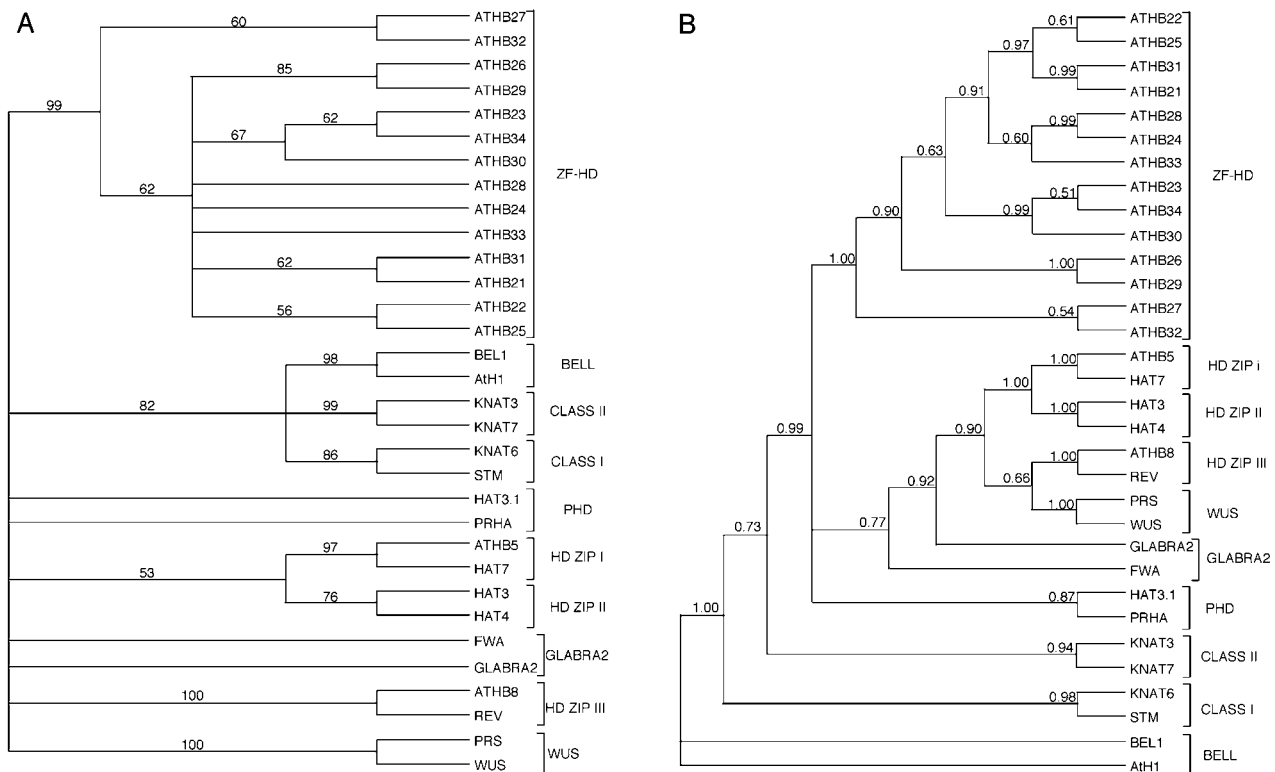 A
60
ATHB27
ATHB32
85
ATHB26
ATHB29
99
62
ATHB23
67
ATHB34
ATHB30
62
ATHB28
ATHB24
ATHB33
62
ATHB31
ATHB21
56
ATHB22
ATHB25
ZF-HD
98
BEL1
AtH1
BELL
82
99
KNAT3
KNAT7
CLASS II
86
KNAT6
STM
CLASS I
HAT3.1
PRHA
PHD
53
97
ATHB5
HAT7
HD ZIP I
76
HAT3
HAT4
HD ZIP II
FWA
GLABRA2
GLABRA2
100
ATHB8
REV
HD ZIP III
100
PRS
WUS
WUS
B
0.61
ATHB22
ATHB25
0.97
0.99
ATHB31
ATHB21
0.91
0.99
ATHB28
ATHB24
0.60
ATHB33
0.63
0.51
ATHB23
ATHB34
0.99
ATHB30
0.90
1.00
ATHB26
ATHB29
1.00
0.54
ATHB27
ATHB32
ZF-HD
1.00
ATHB5
HAT7
HD ZIP i
1.00
1.00
HAT3
HAT4
HD ZIP II
0.99
0.90
1.00
ATHB8
REV
HD ZIP III
0.66
0.92
1.00
PRS
WUS
WUS
0.77
GLABRA2
FWA
GLABRA2
0.73
0.87
HAT3.1
PRHA
PHD
1.00
0.94
KNAT3
KNAT7
CLASS II
0.98
KNAT6
STM
CLASS I
BEL1
AtH1
BELL